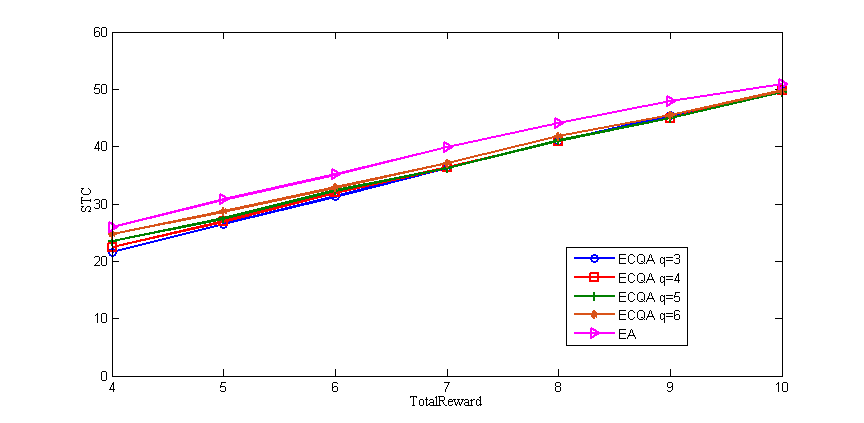 60
50
40
30
20
10
0
STC
4 5 6 7 8 9 10
TotalReward
ECQA q=3
ECQA q=4
ECQA q=5
ECQA q=6
EA